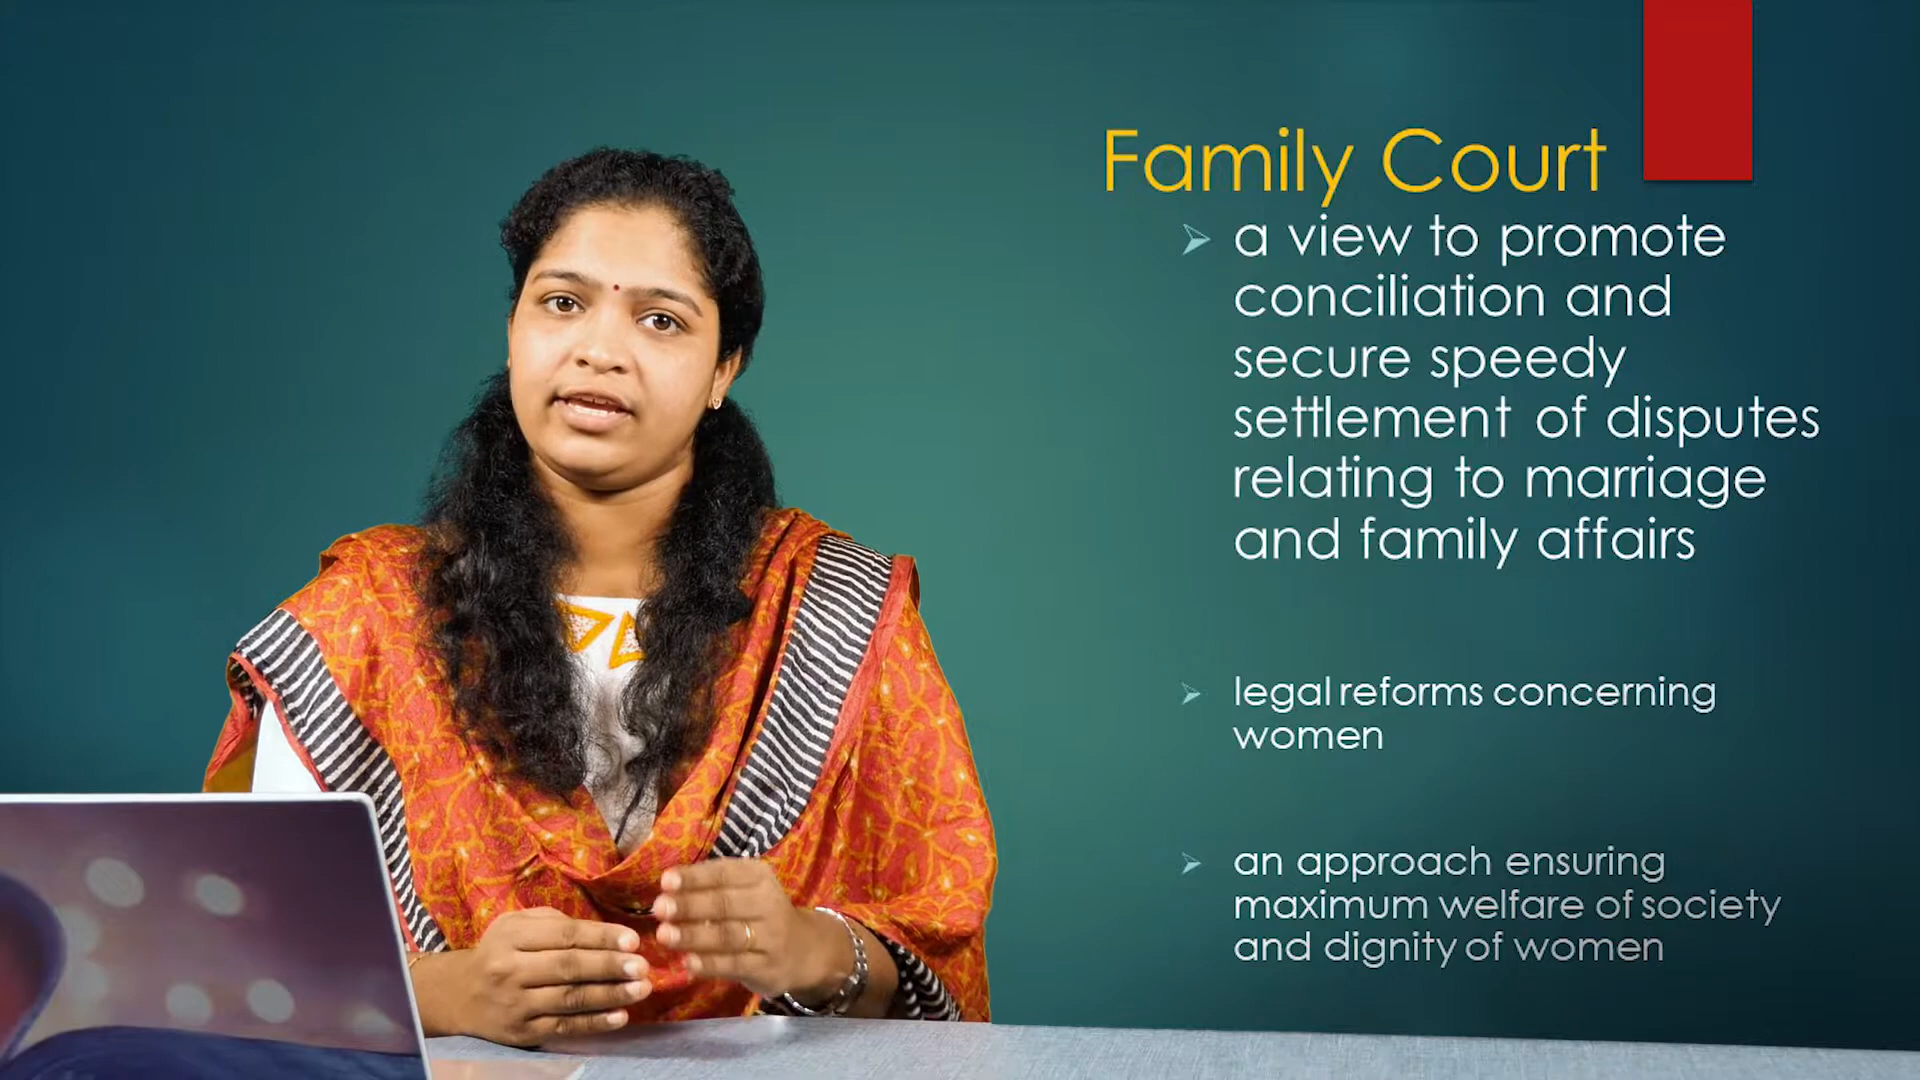 Family Court
a view to promote
conciliation and
secure speedy
settlement of disputes
relating to marriage
and family affairs
legal reforms concerning
women
an approach ensuring
maximum welfare of society
and dignity of women